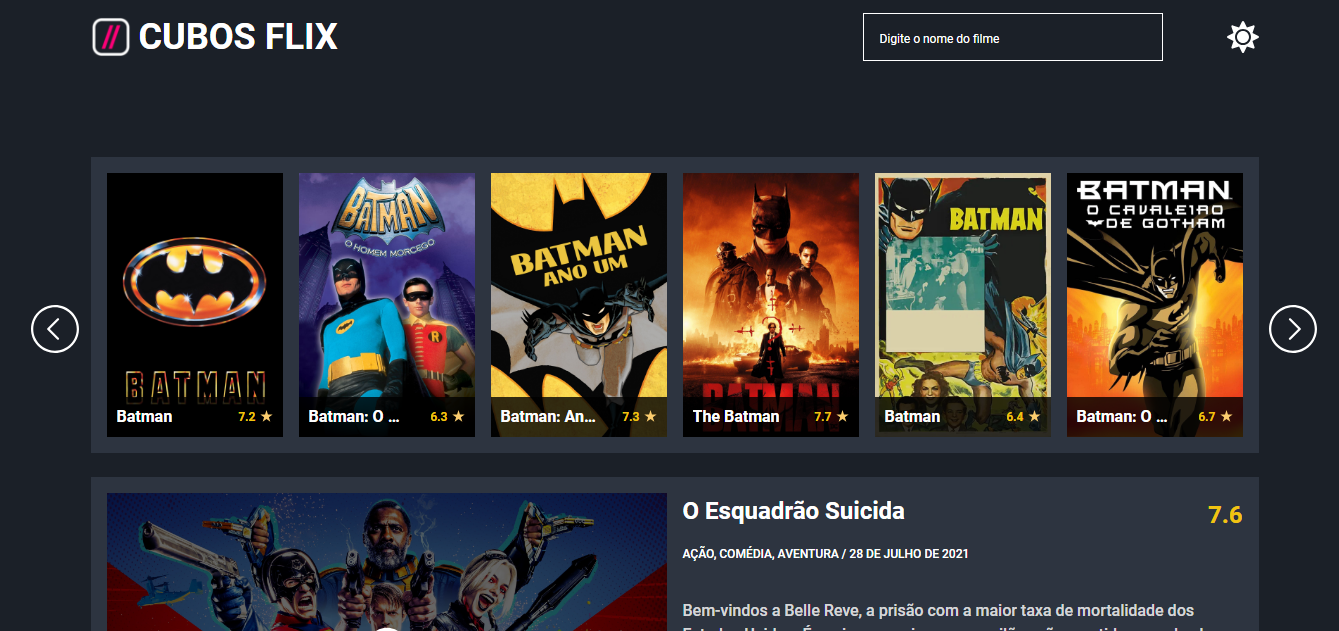 CUBOS FLIX
Digite o nome do filme
BATMAN
Batman 7.2 ★
BATMAN
O HOMEM MORCEGO
Batman: O ... 6.3 ★
BATMAN
ANO UM
Batman: An... 7.3 ★
BATMAN
The Batman 7.7 ★
BATMAN
Batman 6.4 ★
BATMAN
O CAVALEIRO
DE GOTHAM
Batman: O ... 6.7 ★
O Esquadrão Suicida 7.6
AÇÃO, COMÉDIA, AVENTURA / 28 DE JULHO DE 2021
Bem-vindos a Belle Reve, a prisão com a maior taxa de mortalidade dos